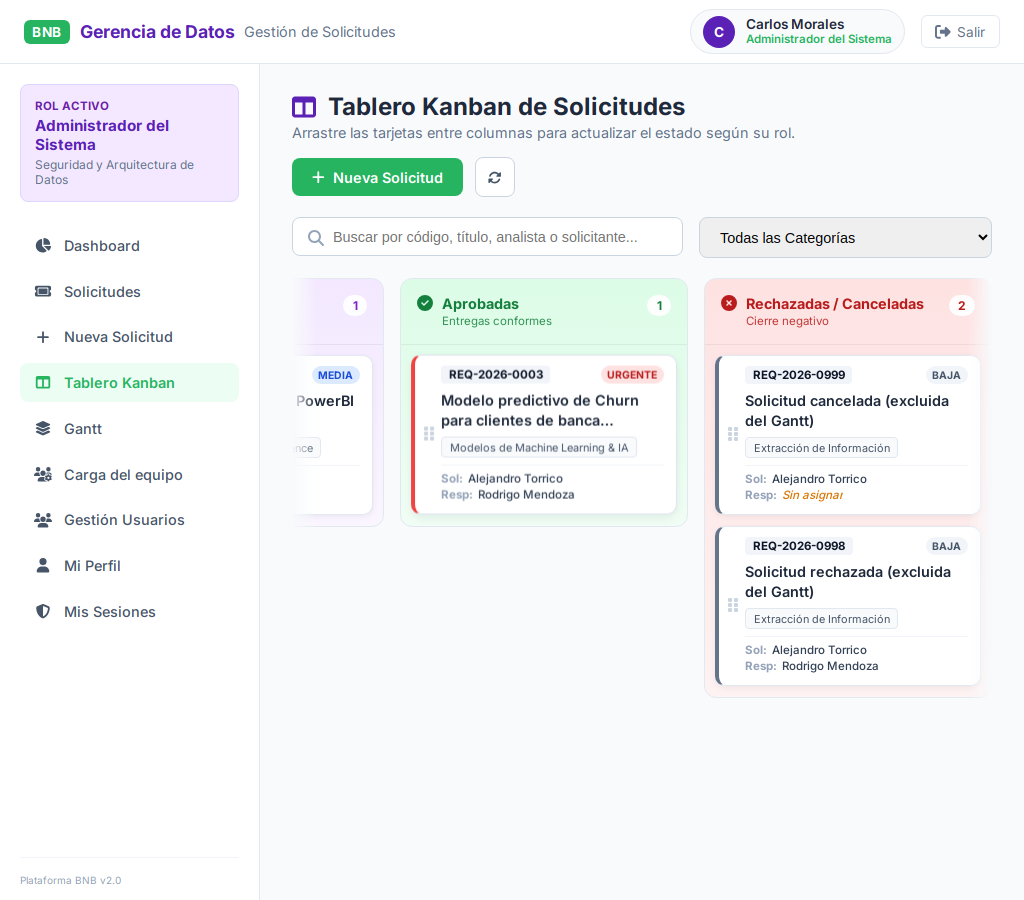 BNB Gerencia de Datos Gestión de Solicitudes
C
Carlos Morales
Administrador del Sistema
Salir
ROL ACTIVO
Administrador del
Sistema
Seguridad y Arquitectura de
Datos
Dashboard
Solicitudes
Nueva Solicitud
Tablero Kanban
Gantt
Carga del equipo
Gestión Usuarios
Mi Perfil
Mis Sesiones
Plataforma BNB v2.0
Tablero Kanban de Solicitudes
Arrastre las tarjetas entre columnas para actualizar el estado según su rol.
Nueva Solicitud
Buscar por código, título, analista o solicitante...
Todas las Categorías
1
MEDIA
PowerBI
nce
Aprobadas
Entregas conformes
1
REQ-2026-0003
URGENTE
Modelo predictivo de Churn
para clientes de banca...
Modelos de Machine Learning & IA
Sol: Alejandro Torrico
Resp: Rodrigo Mendoza
Rechazadas / Canceladas
Cierre negativo
2
REQ-2026-0999
BAJA
Solicitud cancelada (excluida
del Gantt)
Extracción de Información
Sol: Alejandro Torrico
Resp: Sin asignar
REQ-2026-0998
BAJA
Solicitud rechazada (excluida
del Gantt)
Extracción de Información
Sol: Alejandro Torrico
Resp: Rodrigo Mendoza